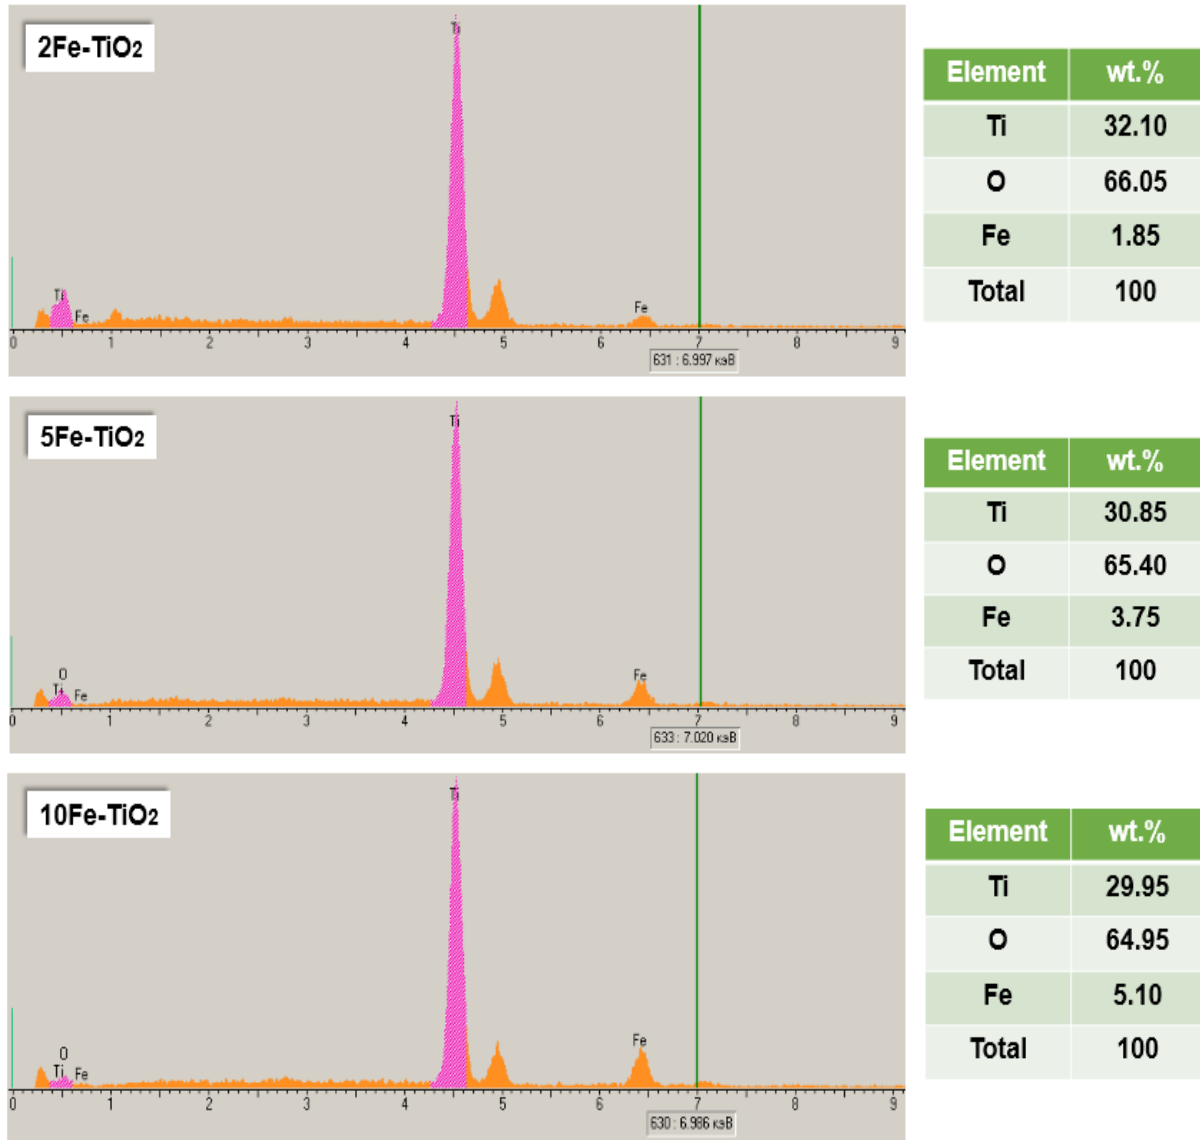 2Fe-TiO2
Ti
Ti
Fe
Fe
0 1 2 3 4 5 6 7 8 9
631 : 6.997 кэВ
Element wt.%
Ti 32.10
O 66.05
Fe 1.85
Total 100
5Fe-TiO2
Ti
O
Ti
Fe
Fe
0 1 2 3 4 5 6 7 8 9
633 : 7.020 кэВ
Element wt.%
Ti 30.85
O 65.40
Fe 3.75
Total 100
10Fe-TiO2
Ti
O
Ti
Fe
Fe
0 1 2 3 4 5 6 7 8 9
630 : 6.986 кэВ
Element wt.%
Ti 29.95
O 64.95
Fe 5.10
Total 100